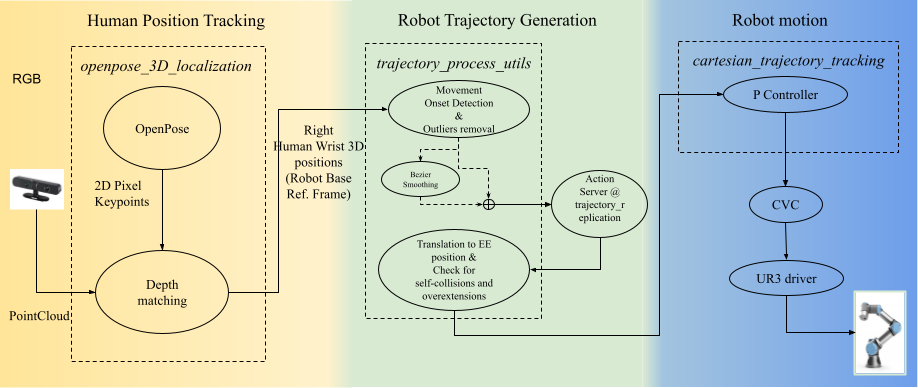 Human Position Tracking
Robot Trajectory Generation
Robot motion
openpose_3D_localization
RGB
OpenPose
2D Pixel
Keypoints
Depth
matching
PointCloud
Right
Human Wrist 3D
positions
(Robot Base
Ref. Frame)
trajectory_process_utils
Movement
Onset Detection
&
Outliers removal
Bezier
Smoothing
Action
Server @
trajectory_r
eplication
Translation to EE
position &
Check for
self-collisions and
overextensions
cartesian_trajectory_tracking
P Controller
CVC
UR3 driver